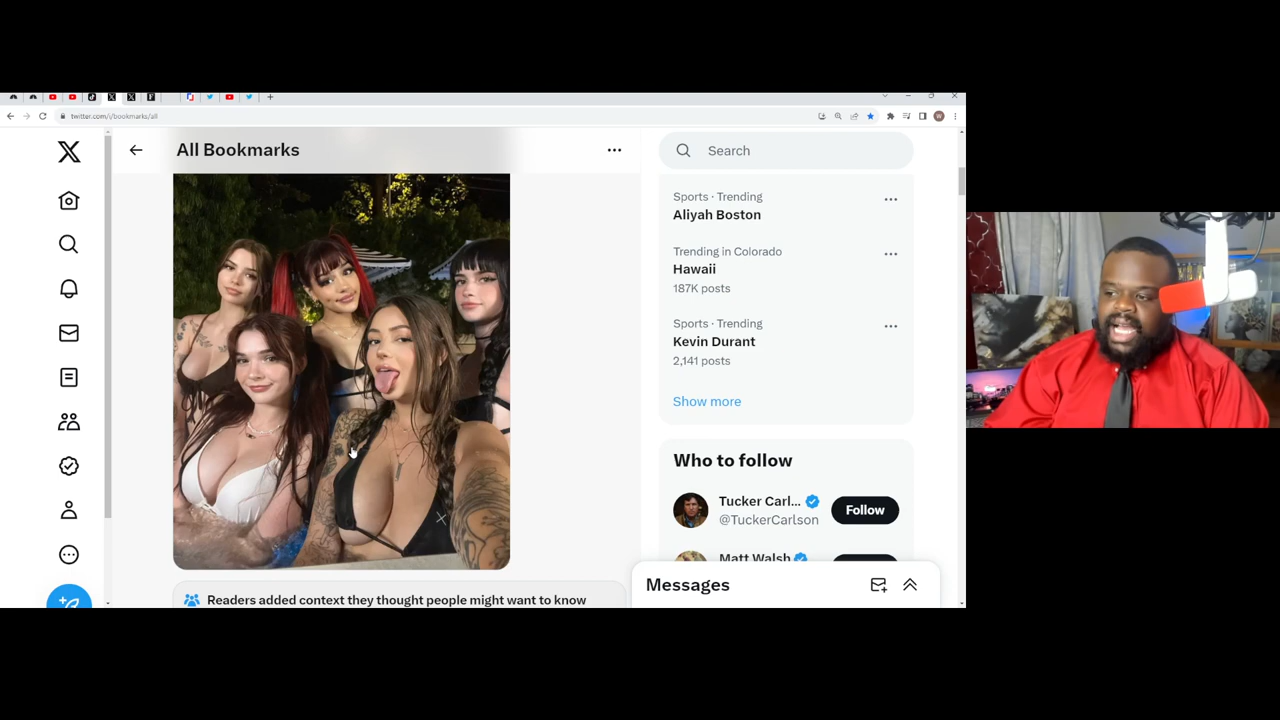 twitter.com/i/bookmarks/all
All Bookmarks
Search
Sports · Trending
Aliyah Boston
Trending in Colorado
Hawaii
187K posts
Sports · Trending
Kevin Durant
2,141 posts
Show more
Who to follow
Tucker Carl...
@TuckerCarlson
Follow
Matt Walsh
Messages
Readers added context they thought people might want to know